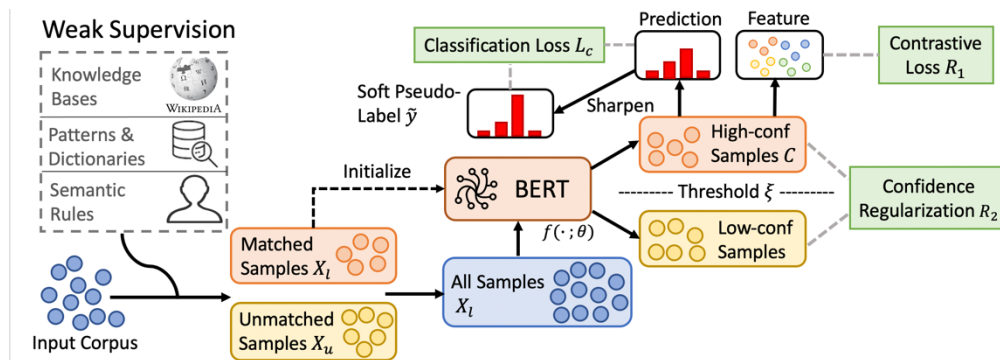 Weak Supervision
Knowledge
Bases
WIKIPEDIA
Patterns &
Dictionaries
Semantic
Rules
Input Corpus
Matched
Samples X_l
Unmatched
Samples X_u
Initialize
All Samples
X_l
BERT
f(·; θ)
Classification Loss L_c
Soft Pseudo-
Label ỹ
Sharpen
Prediction
Feature
Contrastive
Loss R_1
High-conf
Samples C
Threshold ξ
Low-conf
Samples
Confidence
Regularization R_2